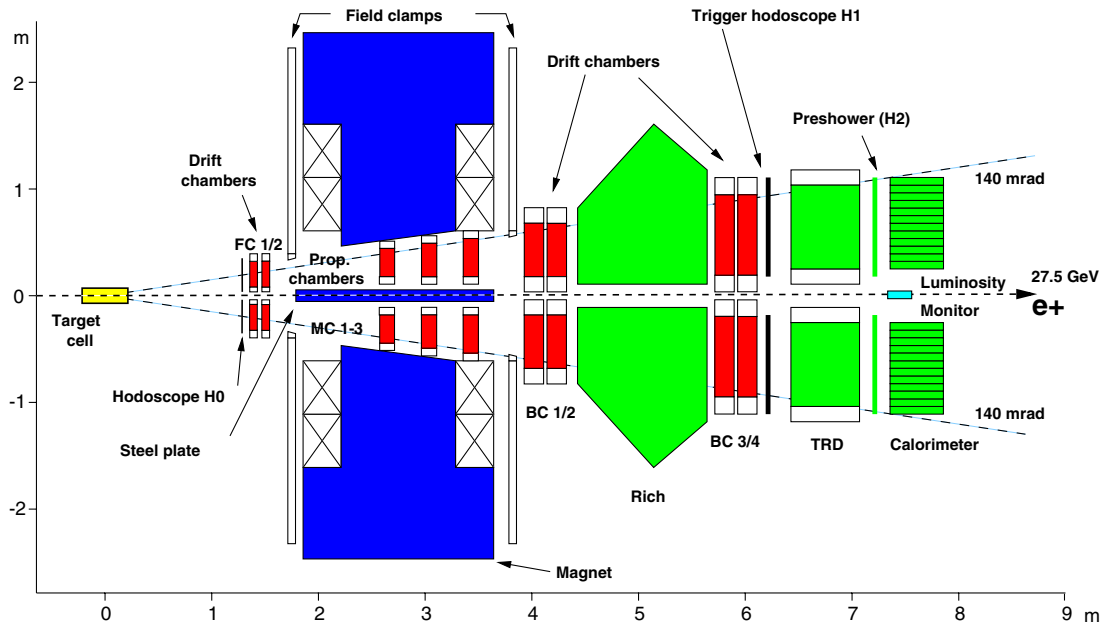 Field clamps
Trigger hodoscope H1
m
Drift chambers
2
Preshower (H2)
Drift
chambers
1
140 mrad
FC 1/2
Prop.
chambers
27.5 GeV
Luminosity
0
e+
Monitor
Target
cell
MC 1-3
Hodoscope H0
-1
BC 1/2
140 mrad
BC 3/4
TRD
Calorimeter
Steel plate
Rich
-2
Magnet
0 1 2 3 4 5 6 7 8 9 m